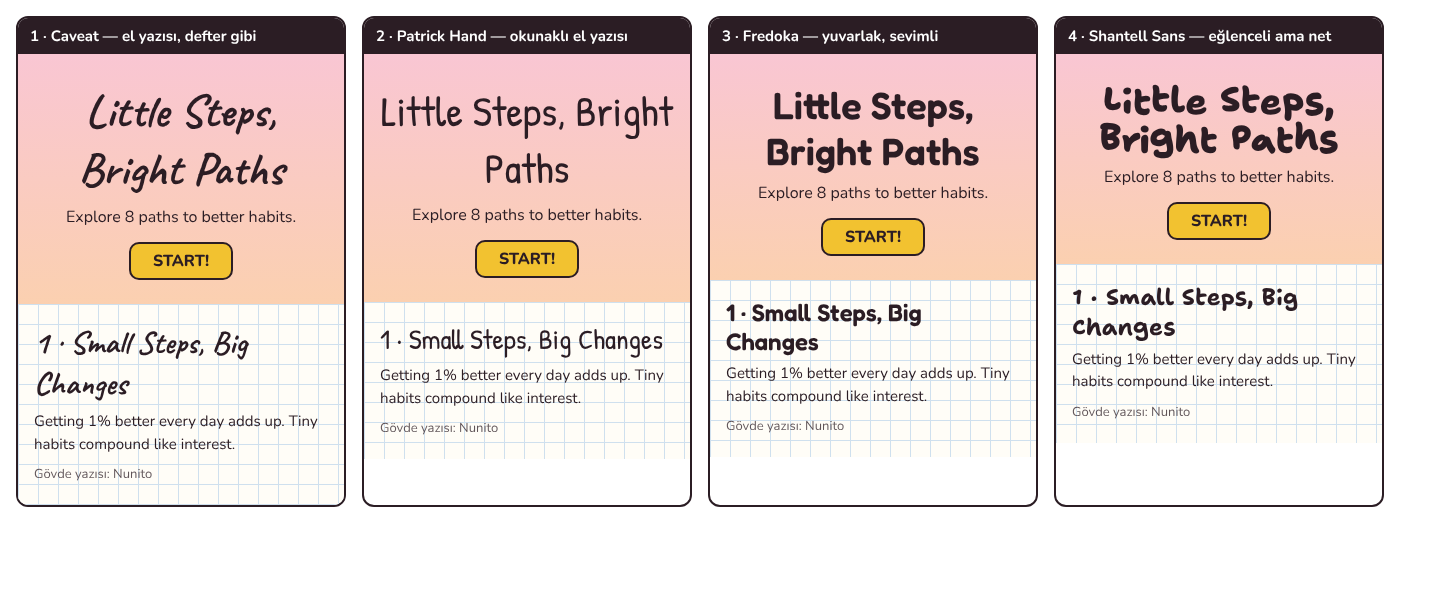 1 · Caveat — el yazısı, defter gibi
Little Steps,
Bright Paths
Explore 8 paths to better habits.
START!
1 · Small Steps, Big
Changes
Getting 1% better every day adds up. Tiny
habits compound like interest.
Gövde yazısı: Nunito
2 · Patrick Hand — okunaklı el yazısı
Little Steps, Bright
Paths
Explore 8 paths to better habits.
START!
1 · Small Steps, Big Changes
Getting 1% better every day adds up. Tiny
habits compound like interest.
Gövde yazısı: Nunito
3 · Fredoka — yuvarlak, sevimli
Little Steps,
Bright Paths
Explore 8 paths to better habits.
START!
1 · Small Steps, Big
Changes
Getting 1% better every day adds up. Tiny
habits compound like interest.
Gövde yazısı: Nunito
4 · Shantell Sans — eğlenceli ama net
Little Steps,
Bright Paths
Explore 8 paths to better habits.
START!
1 · Small Steps, Big
Changes
Getting 1% better every day adds up. Tiny
habits compound like interest.
Gövde yazısı: Nunito